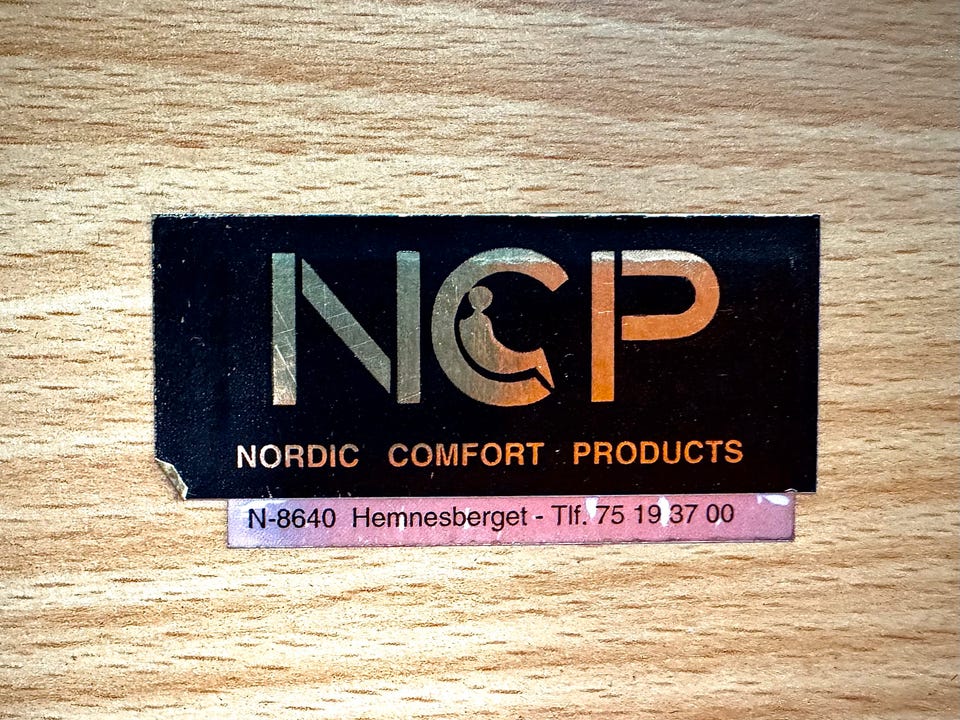 NCP
NORDIC COMFORT PRODUCTS
N-8640 Hemnesberget - Tlf. 75 19 37 00